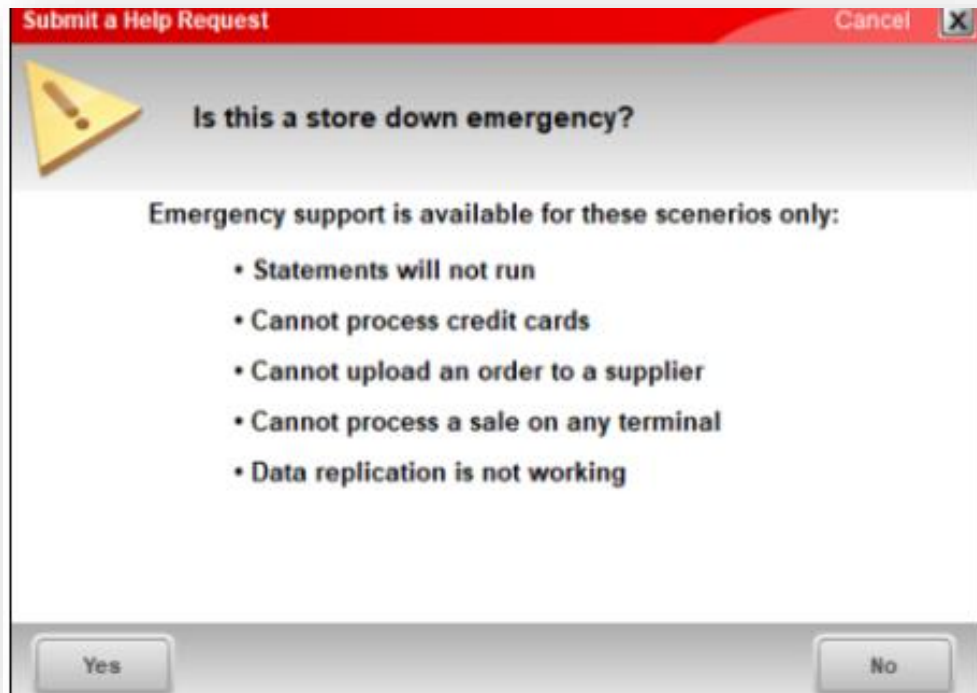 Submit a Help Request Cancel X
Is this a store down emergency?
Emergency support is available for these scenerios only:
• Statements will not run
• Cannot process credit cards
• Cannot upload an order to a supplier
• Cannot process a sale on any terminal
• Data replication is not working
Yes No